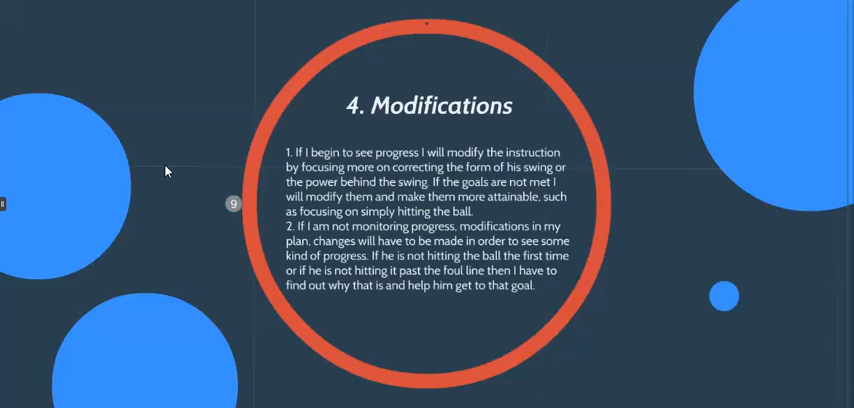 4. Modifications
1. If I begin to see progress I will modify the instruction
by focusing more on correcting the form of his swing or
the power behind the swing. If the goals are not met I
will modify them and make them more attainable, such
as focusing on simply hitting the ball.
2. If I am not monitoring progress, modifications in my
plan, changes will have to be made in order to see some
kind of progress. If he is not hitting the ball the first time
or if he is not hitting it past the foul line then I have to
find out why that is and help him get to that goal.
9